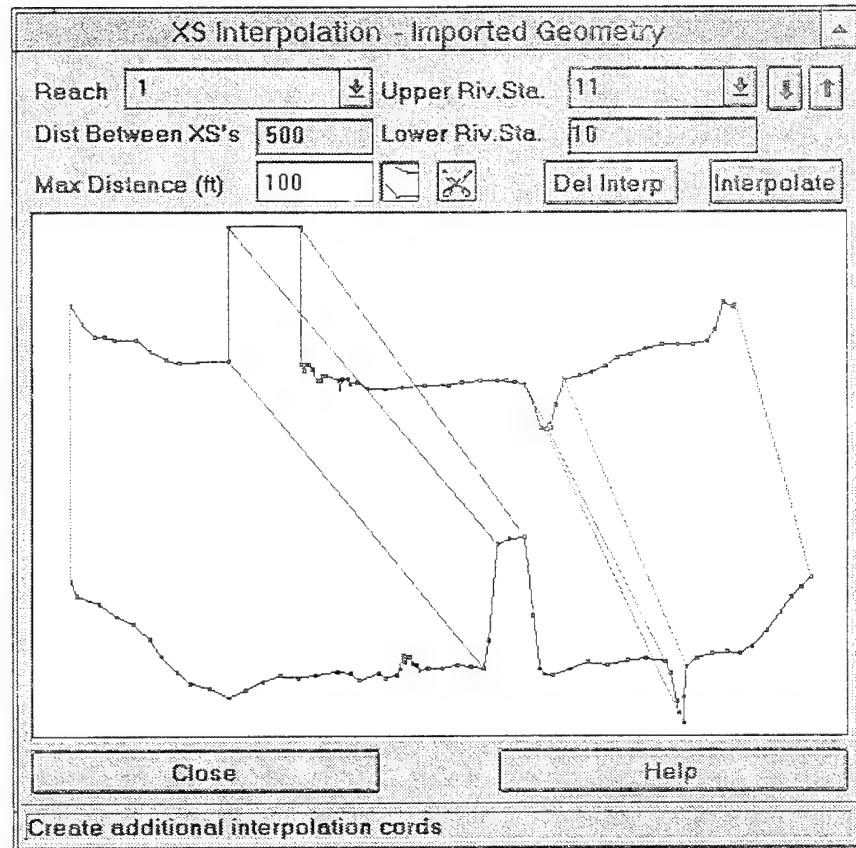 XS Interpolation - Imported Geometry
Reach 1 Upper Riv.Sta. 11
Dist Between XS's 500 Lower Riv.Sta. 10
Max Distance (ft) 100 Del Interp Interpolate
Close Help
Create additional interpolation cords